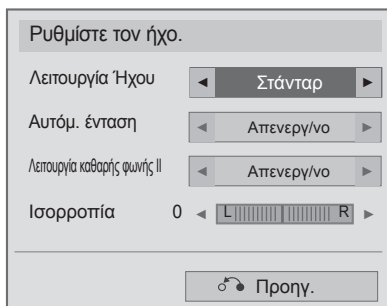 Ρυθμίστε τον ήχο.
Λειτουργία Ήχου ◄ Στάνταρ ►
Αυτόμ. ένταση ◄ Απενεργ/νο ►
Λειτουργία καθαρής φωνής II ◄ Απενεργ/νο ►
Ισορροπία 0 ◄ L R ►
Προηγ.